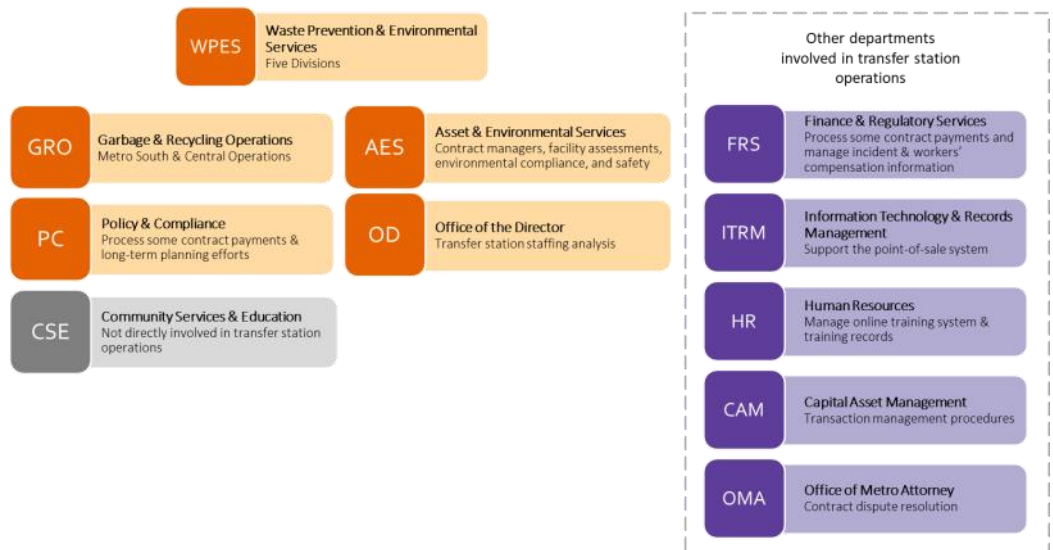 WPES
Waste Prevention & Environmental
Services
Five Divisions
GRO
Garbage & Recycling Operations
Metro South & Central Operations
AES
Asset & Environmental Services
Contract managers, facility assessments,
environmental compliance, and safety
PC
Policy & Compliance
Process some contract payments &
long-term planning efforts
OD
Office of the Director
Transfer station staffing analysis
CSE
Community Services & Education
Not directly involved in transfer station
operations
Other departments
involved in transfer station
operations
FRS
Finance & Regulatory Services
Process some contract payments and
manage incident & workers'
compensation information
ITRM
Information Technology & Records
Management
Support the point-of-sale system
HR
Human Resources
Manage online training system &
training records
CAM
Capital Asset Management
Transaction management procedures
OMA
Office of Metro Attorney
Contract dispute resolution